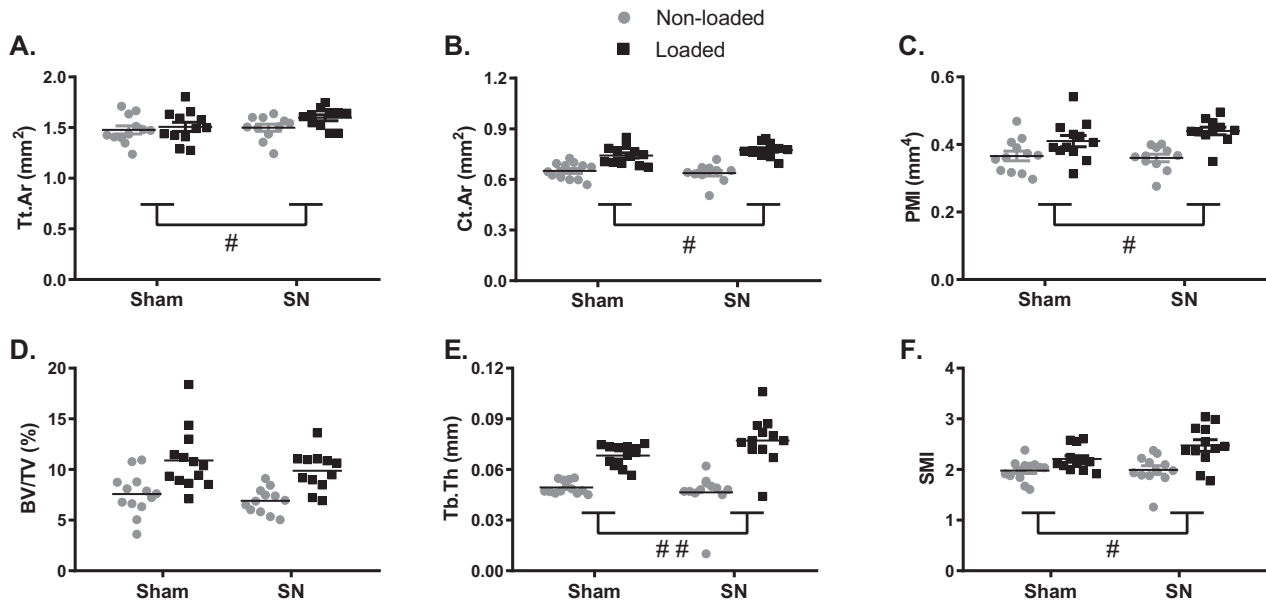 Non-loaded
Loaded
A.
Tt.Ar (mm²)
2.0
1.5
1.0
0.5
0.0
#
Sham
SN
B.
Ct.Ar (mm²)
1.2
0.9
0.6
0.3
0.0
#
Sham
SN
C.
PMI (mm⁴)
0.6
0.4
0.2
0.0
#
Sham
SN
D.
BV/TV (%)
20
15
10
5
0
Sham
SN
E.
Tb.Th (mm)
0.12
0.09
0.06
0.03
0.00
# #
Sham
SN
F.
SMI
4
3
2
1
0
#
Sham
SN